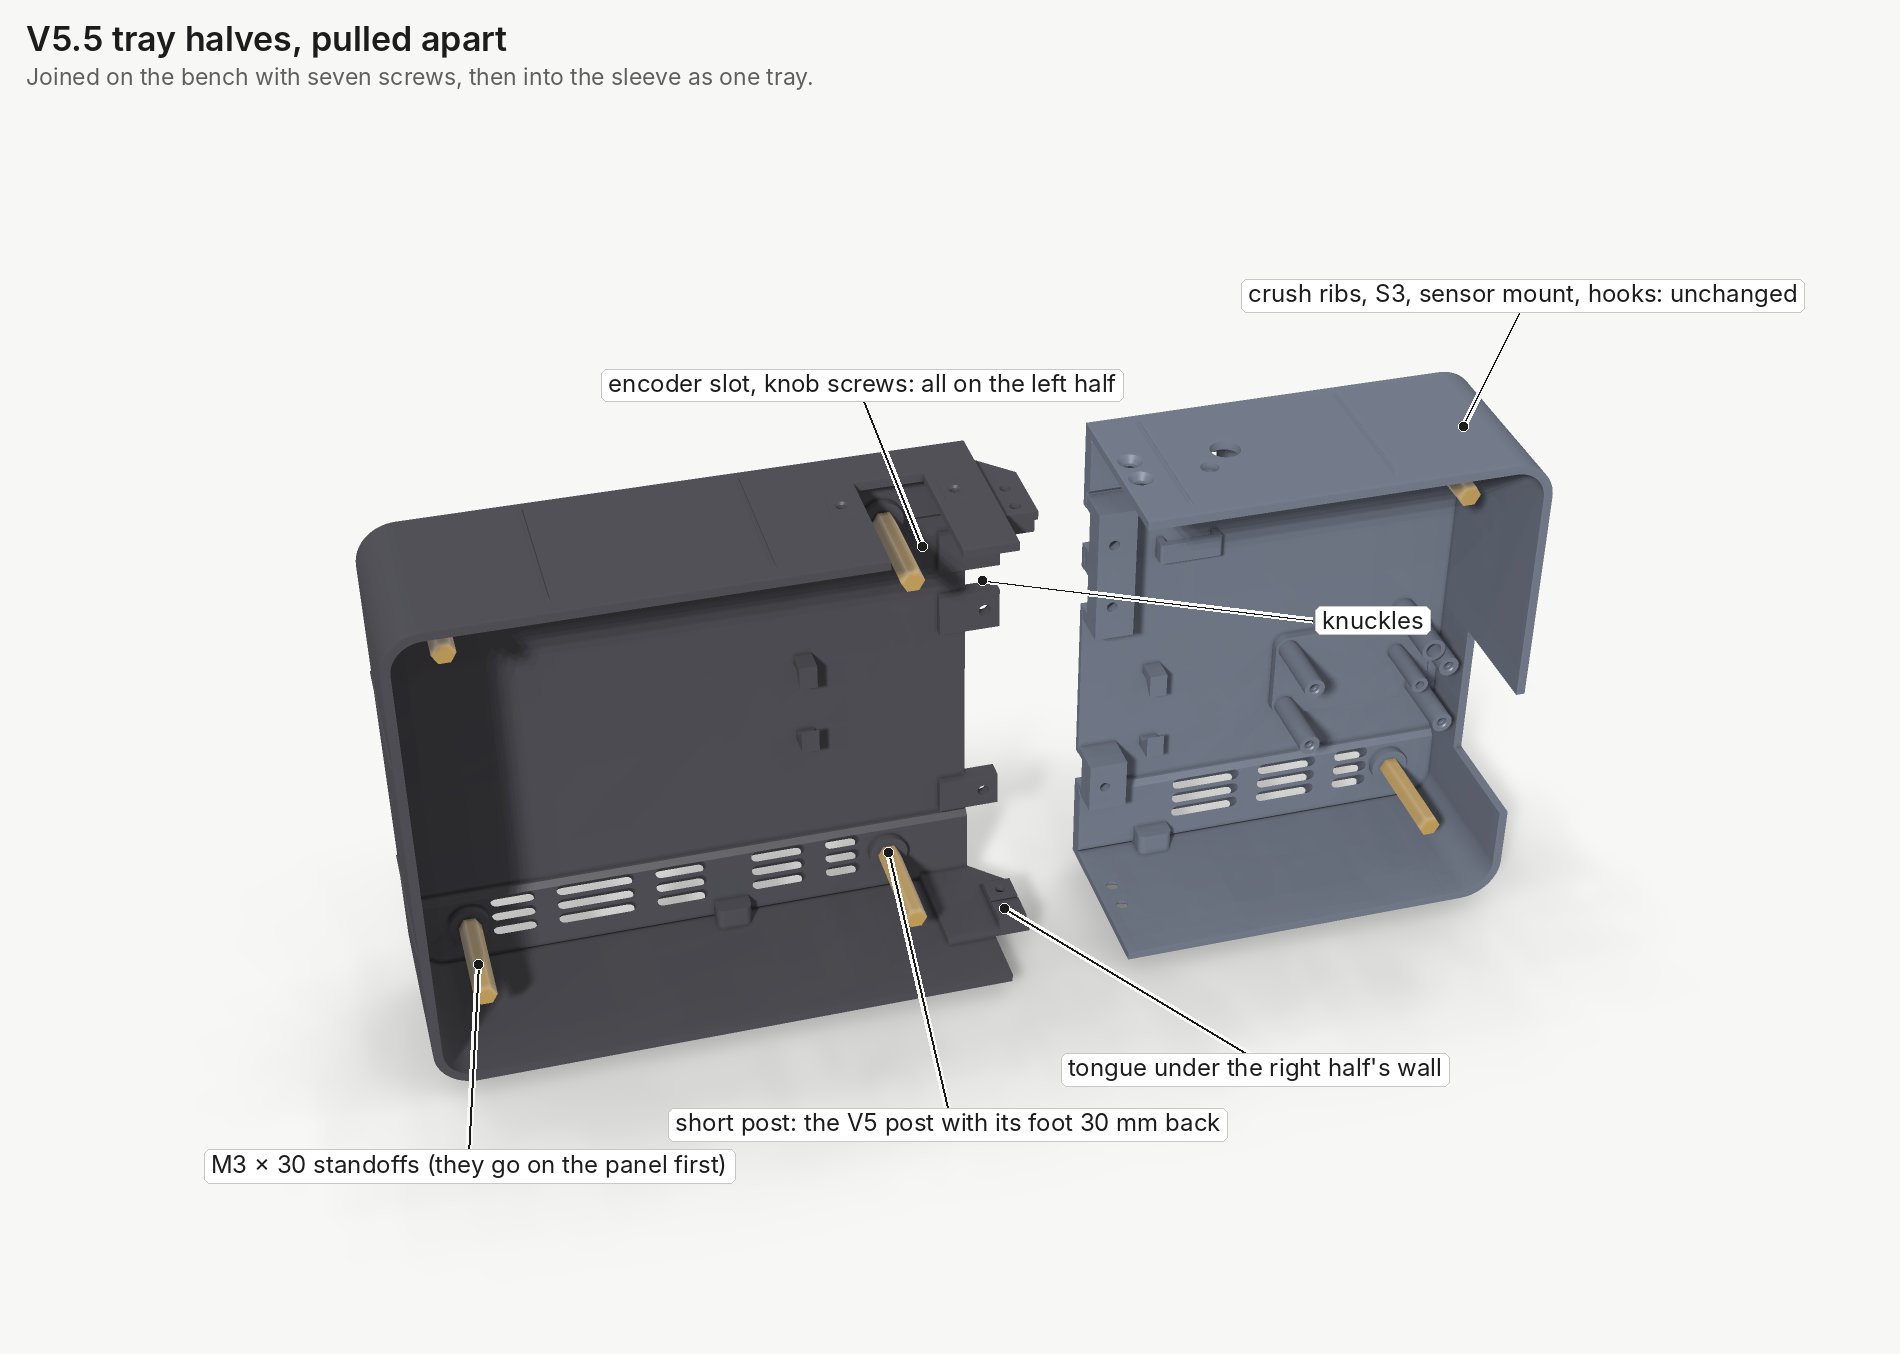 V5.5 tray halves, pulled apart
Joined on the bench with seven screws, then into the sleeve as one tray.
crush ribs, S3, sensor mount, hooks: unchanged
encoder slot, knob screws: all on the left half
knuckles
tongue under the right half's wall
short post: the V5 post with its foot 30 mm back
M3 × 30 standoffs (they go on the panel first)